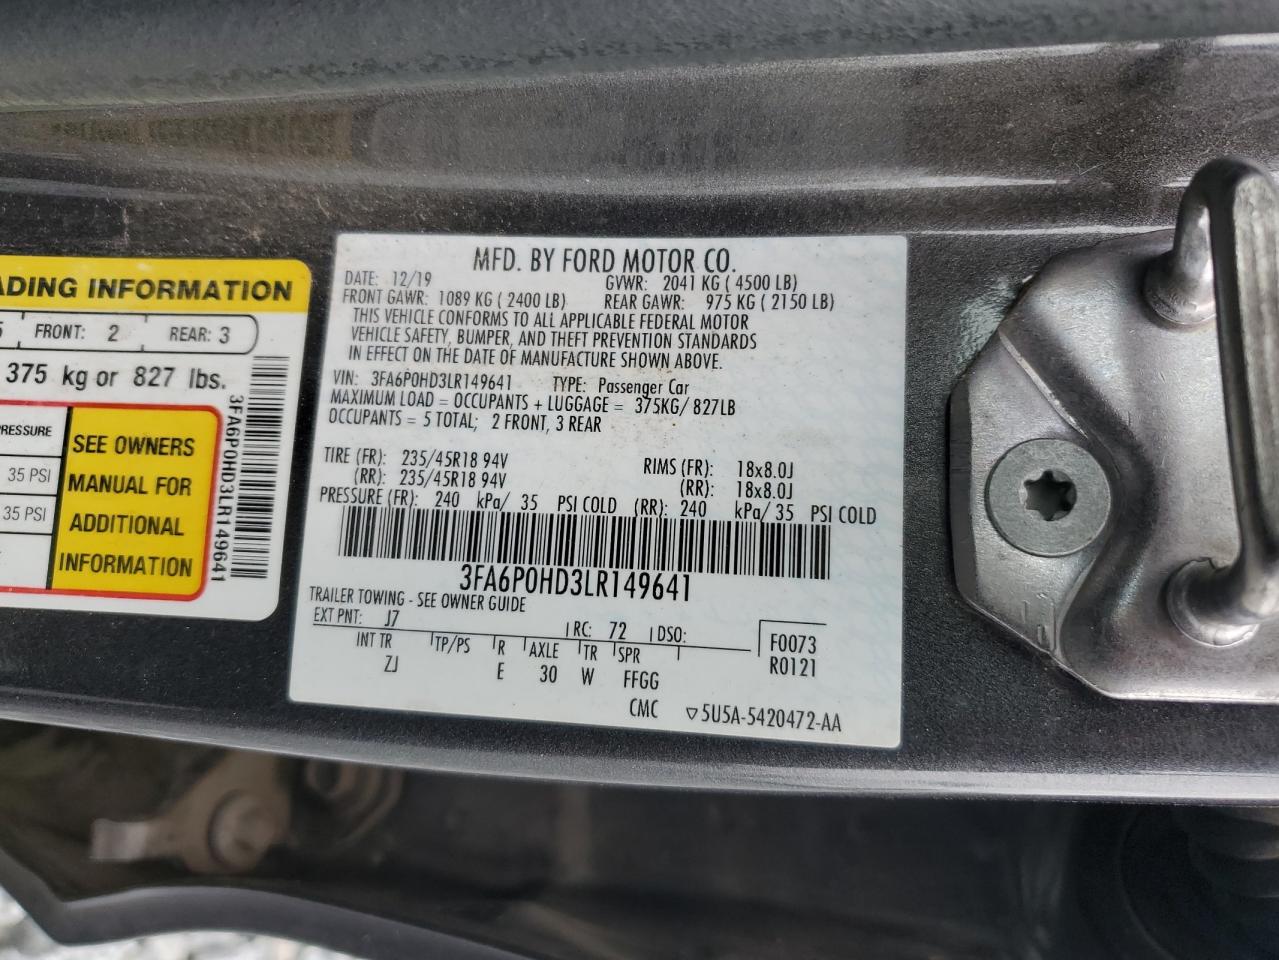 MFD. BY FORD MOTOR CO.
DATE: 12/19 GVWR: 2041 KG ( 4500 LB)
FRONT GAWR: 1089 KG ( 2400 LB) REAR GAWR: 975 KG ( 2150 LB)
THIS VEHICLE CONFORMS TO ALL APPLICABLE FEDERAL MOTOR
VEHICLE SAFETY, BUMPER, AND THEFT PREVENTION STANDARDS
IN EFFECT ON THE DATE OF MANUFACTURE SHOWN ABOVE.
VIN: 3FA6P0HD3LR149641 TYPE: Passenger Car
MAXIMUM LOAD = OCCUPANTS + LUGGAGE = 375KG/ 827LB
OCCUPANTS = 5 TOTAL; 2 FRONT, 3 REAR
TIRE (FR): 235/45R18 94V RIMS (FR): 18x8.0J
(RR): 235/45R18 94V (RR): 18x8.0J
PRESSURE (FR): 240 kPa/ 35 PSI COLD (RR): 240 kPa/ 35 PSI COLD
3FA6P0HD3LR149641
TRAILER TOWING - SEE OWNER GUIDE
EXT PNT: J7 RC: 72 DSO: F0073
INT TR TP/PS R AXLE TR SPR R0121
ZJ E 30 W FFGG
CMC ▽5U5A-5420472-AA
ADING INFORMATION
5 FRONT: 2 REAR: 3
375 kg or 827 lbs.
PRESSURE
35 PSI
35 PSI
SEE OWNERS
MANUAL FOR
ADDITIONAL
INFORMATION
3FA6P0HD3LR149641